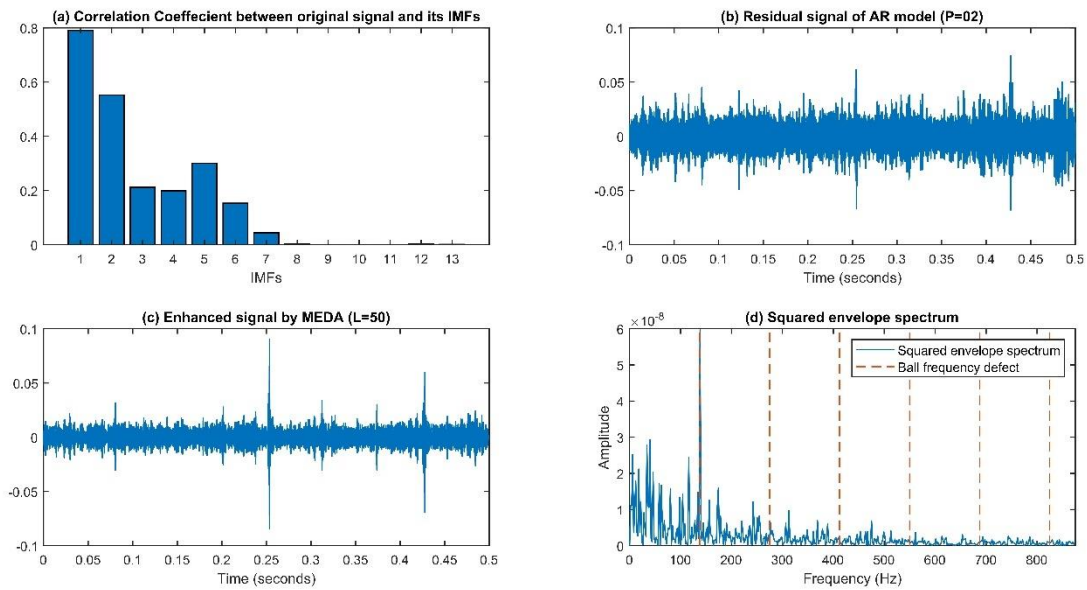 (a) Correlation Coeffecient between original signal and its IMFs
0.8
0.6
0.4
0.2
0
1 2 3 4 5 6 7 8 9 10 11 12 13
IMFs
(b) Residual signal of AR model (P=02)
0.1
0.05
0
-0.05
-0.1
0 0.05 0.1 0.15 0.2 0.25 0.3 0.35 0.4 0.45 0.5
Time (seconds)
(c) Enhanced signal by MEDA (L=50)
0.1
0.05
0
-0.05
-0.1
0 0.05 0.1 0.15 0.2 0.25 0.3 0.35 0.4 0.45 0.5
Time (seconds)
(d) Squared envelope spectrum
×10⁻⁸
Squared envelope spectrum
Ball frequency defect
Amplitude
6
5
4
3
2
1
0
0 100 200 300 400 500 600 700 800
Frequency (Hz)